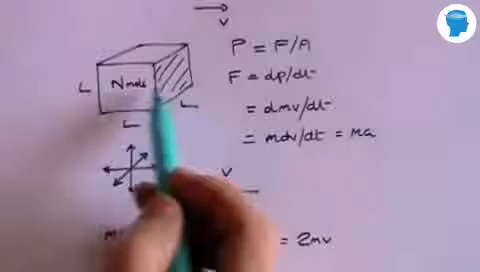 v
P = F/A
F = dp/dt
L
N mols
= dmv/dt
L
L
= mdv/dt = ma
v
= 2mv